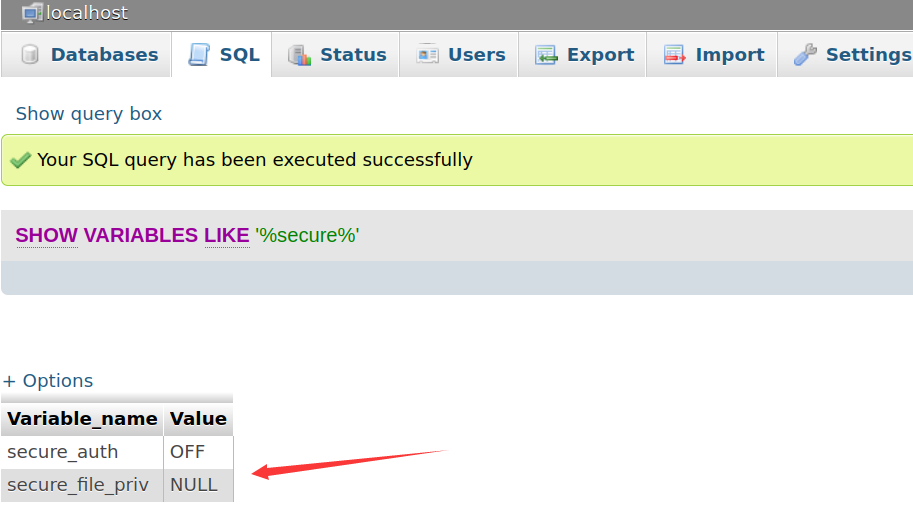 localhost
Databases SQL Status Users Export Import Settings
Show query box
Your SQL query has been executed successfully
SHOW VARIABLES LIKE '%secure%'
+ Options
Variable_name Value
secure_auth OFF
secure_file_priv NULL